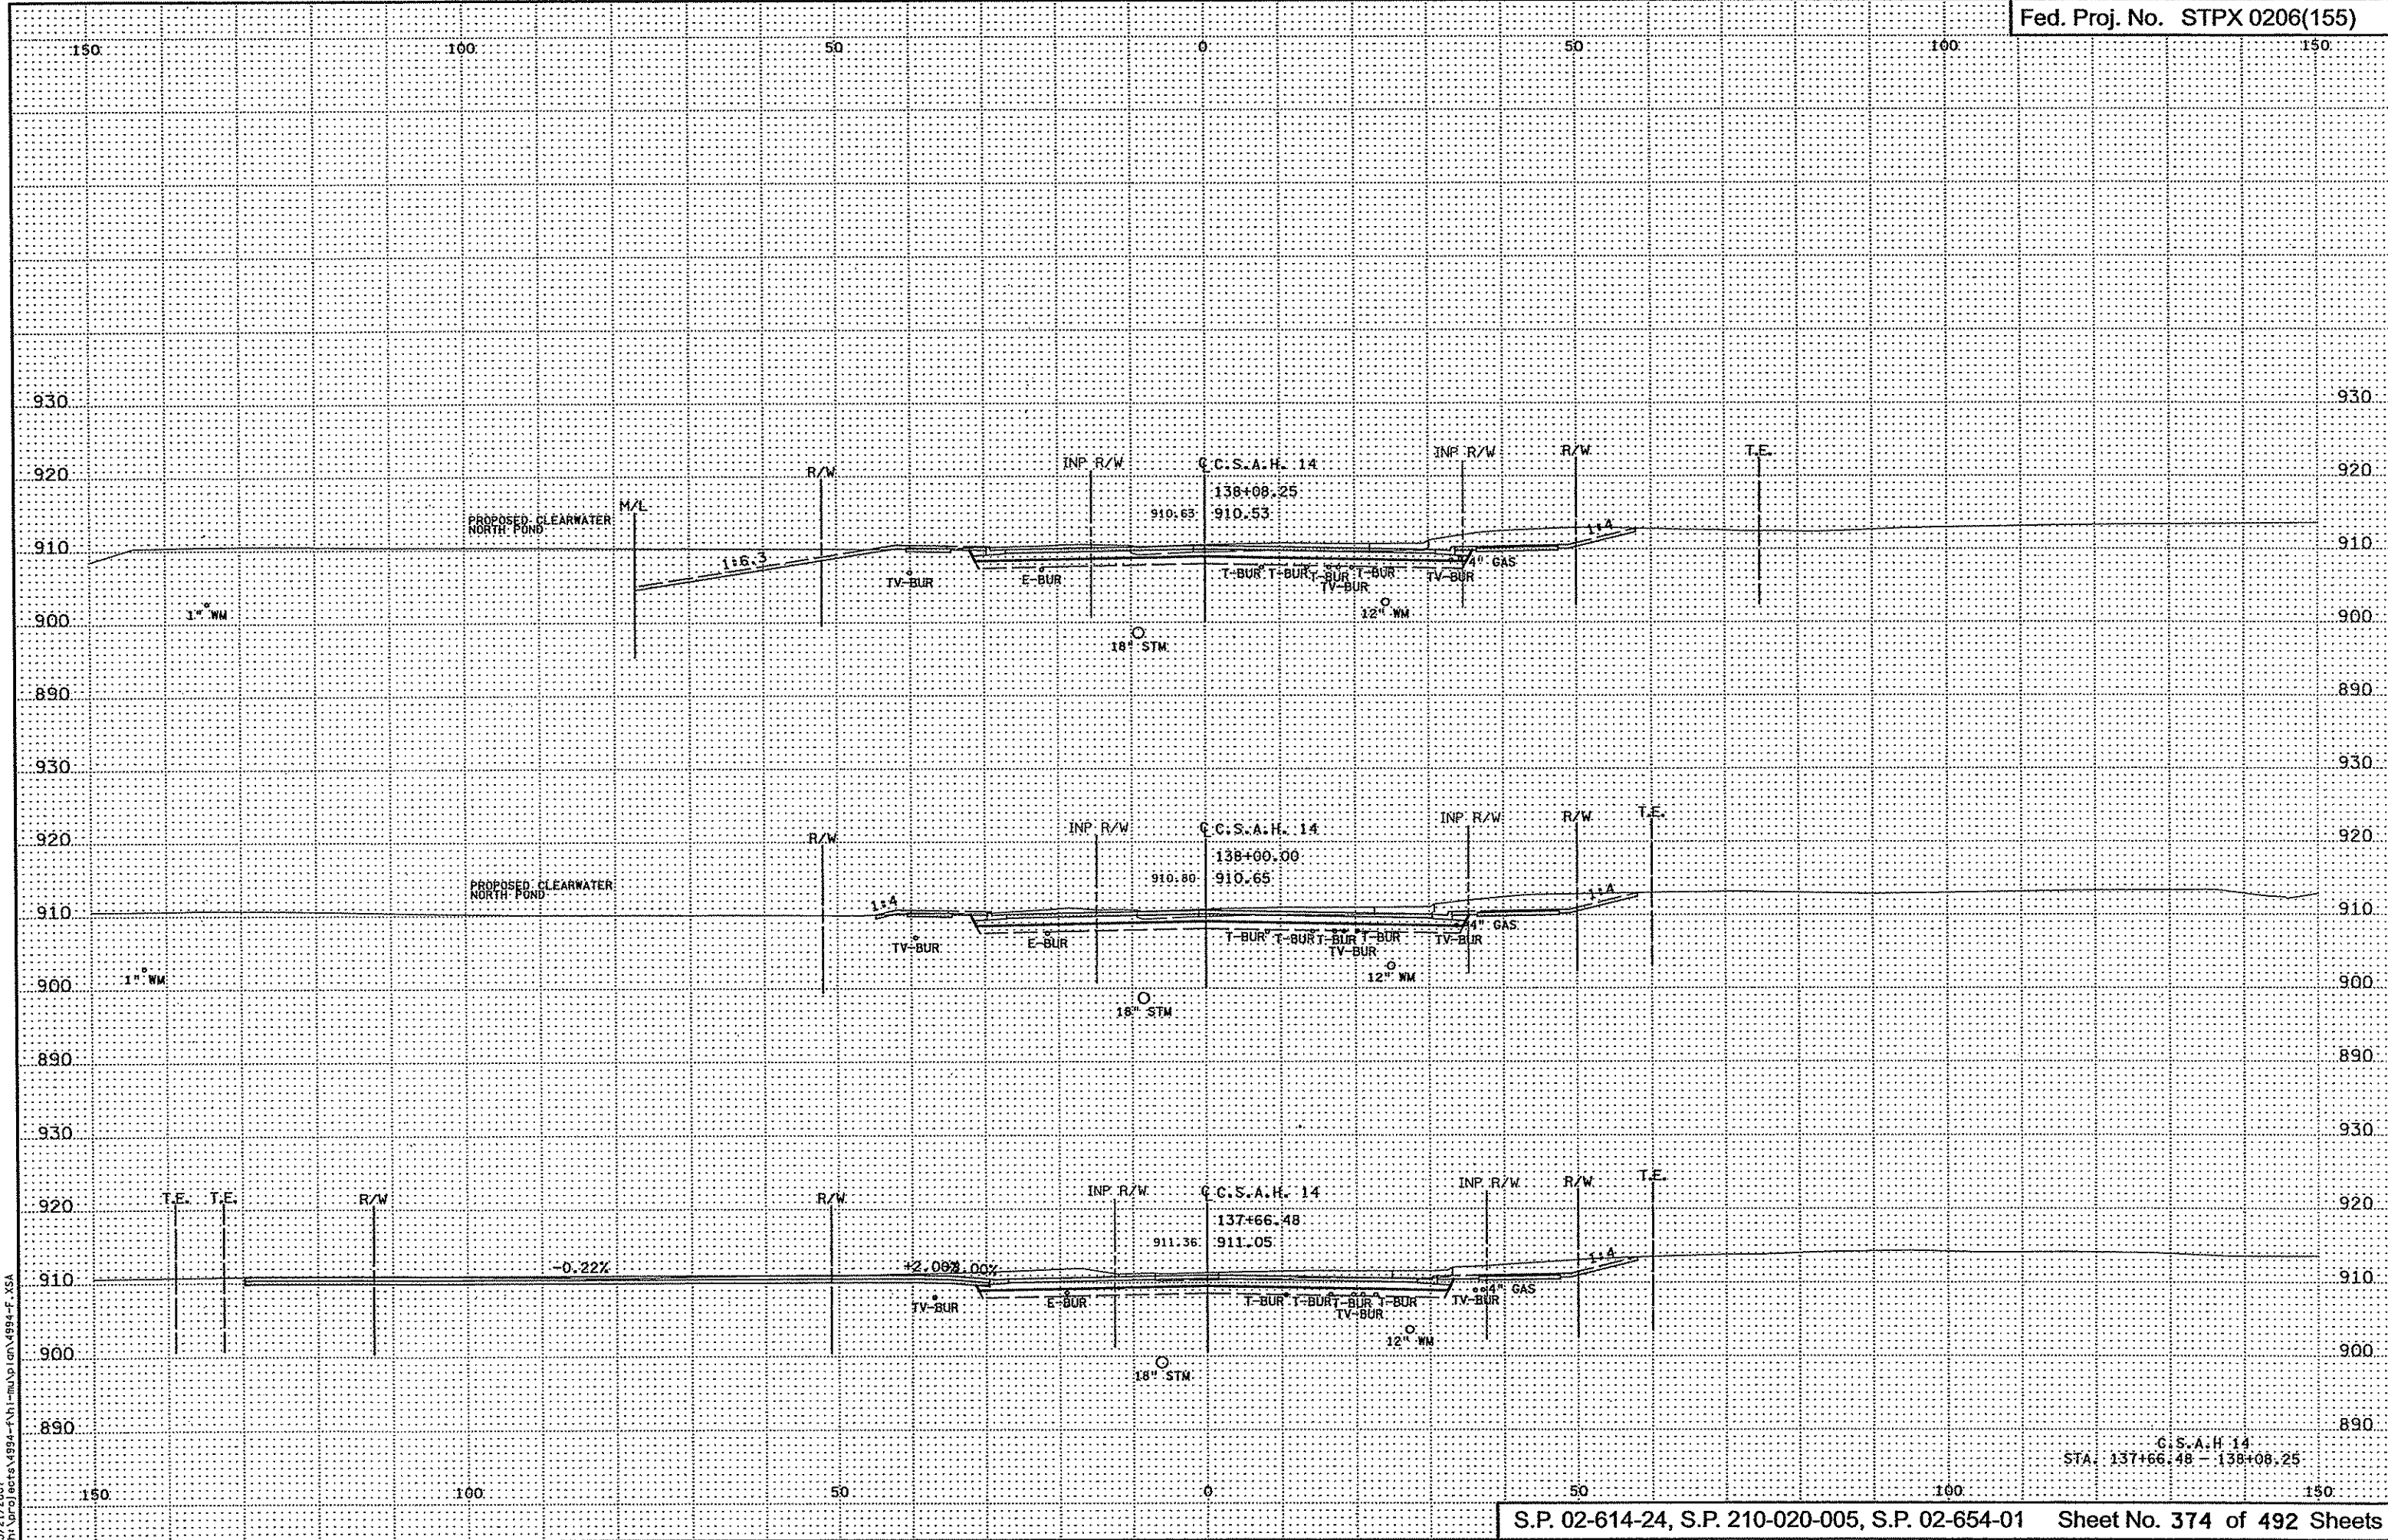 Fed. Proj. No. STPX 0206(155)
150 100 50 0 50 100 150
930 930
INP R/W C.S.A.H. 14 INP R/W R/W T.E.
920 R/W 920
138+08.25
M/L 910.63 910.53
PROPOSED CLEARWATER
NORTH POND
1:4
910 910
1:6.3 4" GAS
TV-BUR E-BUR T-BUR T-BUR T-BUR T-BUR TV-BUR
TV-BUR
1" WM 12" WM
900 900
18" STM
890 890
930 930
T.E.
INP R/W C.S.A.H. 14 INP R/W R/W
920 R/W 920
138+00.00
910.80 910.65
PROPOSED CLEARWATER
NORTH POND
1:4 1:4
910 910
4" GAS
TV-BUR E-BUR T-BUR T-BUR T-BUR T-BUR TV-BUR
TV-BUR
1" WM 12" WM
900 900
18" STM
890 890
930 930
T.E.
T.E. T.E. R/W R/W INP R/W C.S.A.H. 14 INP R/W R/W
920 920
137+66.48
911.36 911.05
-0.22% +2.00% 1:4
910 910
4" GAS
TV-BUR E-BUR T-BUR T-BUR T-BUR T-BUR TV-BUR
TV-BUR
12" WM
900 900
18" STM
890 890
C.S.A.H 14
STA. 137+66.48 - 138+08.25
150 100 50 0 50 100 150
h:\projects\4994-f\hi-mu\plan\4994-F.XSA
S.P. 02-614-24, S.P. 210-020-005, S.P. 02-654-01 Sheet No. 374 of 492 Sheets